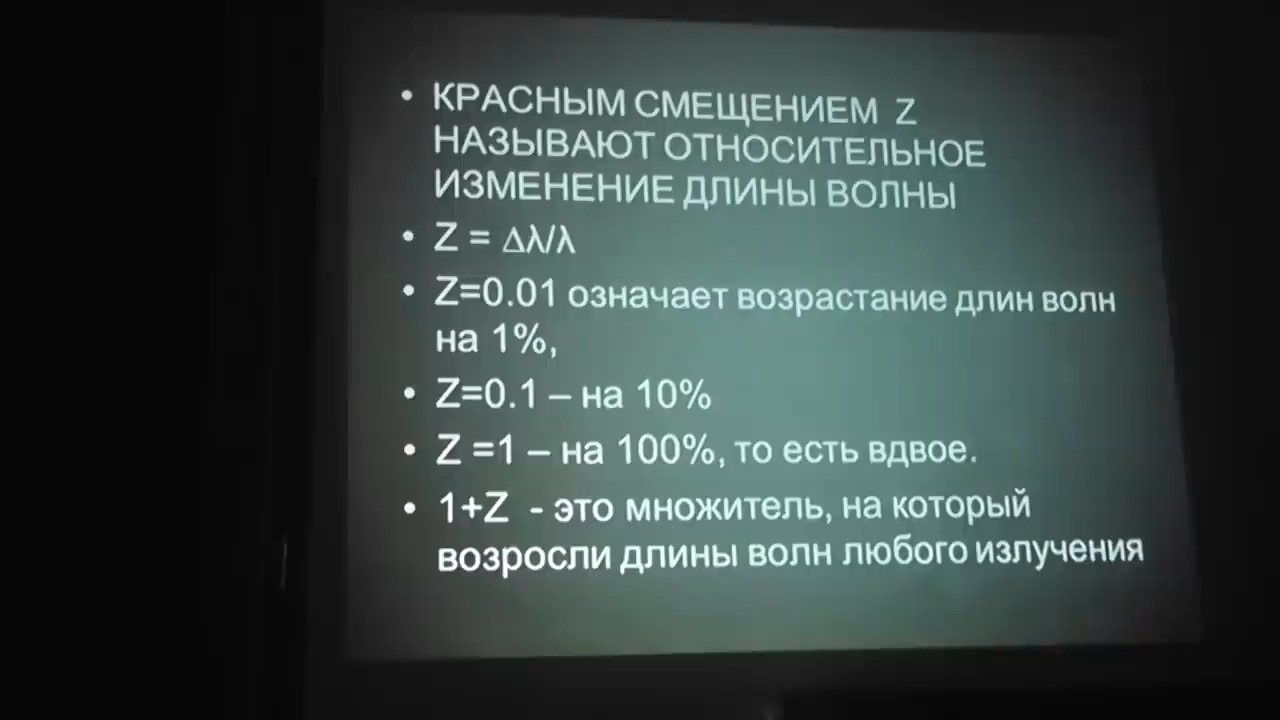 • КРАСНЫМ СМЕЩЕНИЕМ Z
НАЗЫВАЮТ ОТНОСИТЕЛЬНОЕ
ИЗМЕНЕНИЕ ДЛИНЫ ВОЛНЫ
• Z = Δλ/λ
• Z=0.01 означает возрастание длин волн
на 1%,
• Z=0.1 – на 10%
• Z =1 – на 100%, то есть вдвое.
• 1+Z - это множитель, на который
возросли длины волн любого излучения